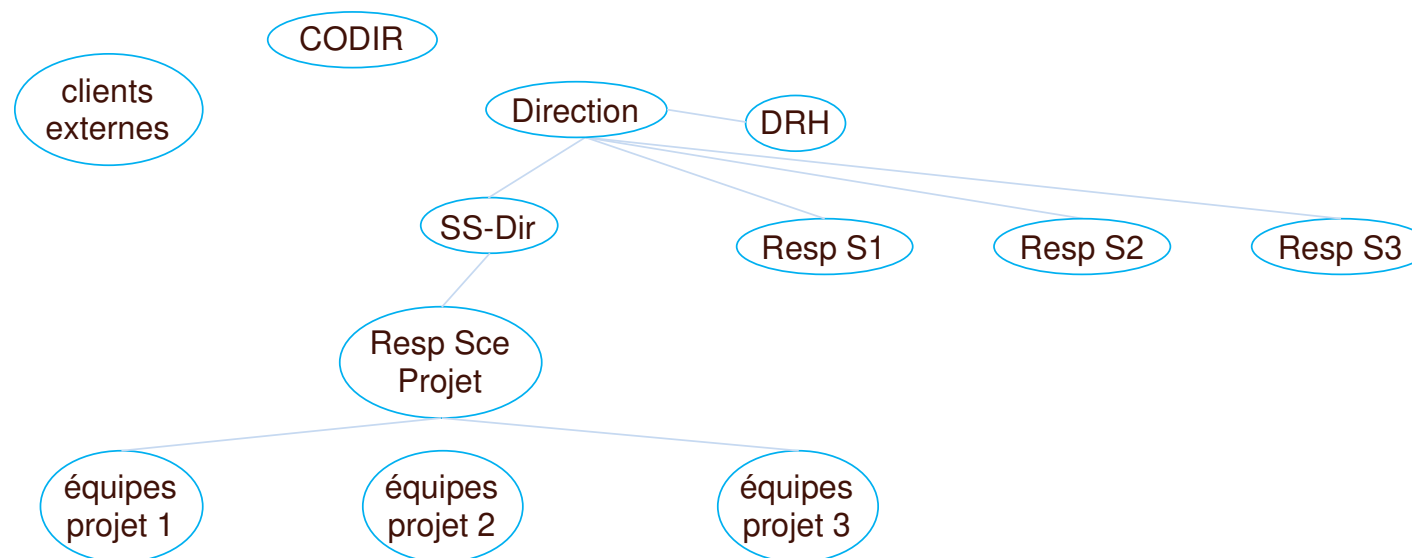 CODIR
clients
externes
Direction
DRH
SS-Dir
Resp S1
Resp S2
Resp S3
Resp Sce
Projet
équipes
projet 1
équipes
projet 2
équipes
projet 3